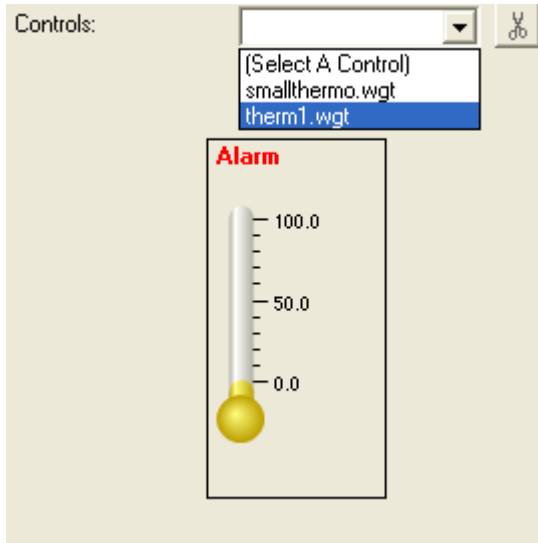 Controls:
(Select A Control)
smallthermo.wgt
therm1.wgt
Alarm
100.0
50.0
0.0